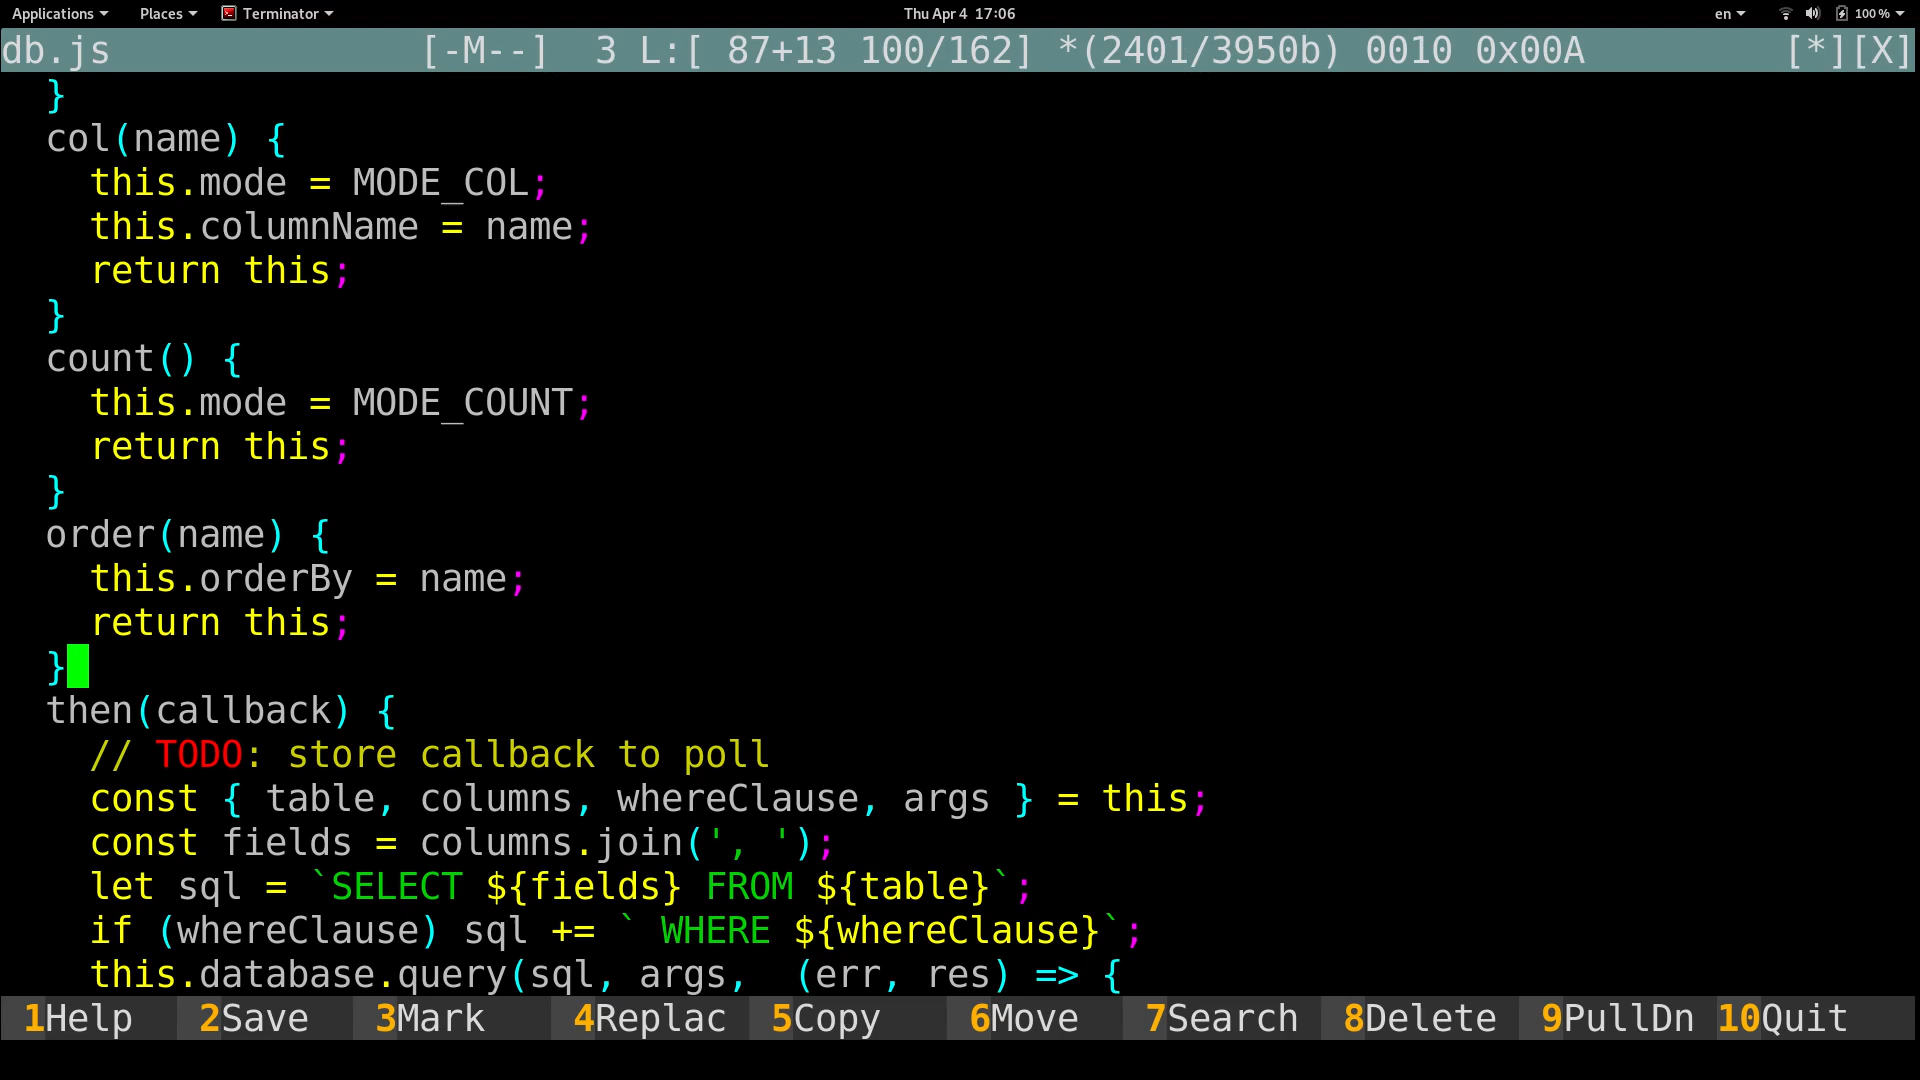 Applications Places Terminator Thu Apr 4 17:06 en 100 %
db.js [-M--] 3 L:[ 87+13 100/162] *(2401/3950b) 0010 0x00A [*][X]
  }
  col(name) {
    this.mode = MODE_COL;
    this.columnName = name;
    return this;
  }
  count() {
    this.mode = MODE_COUNT;
    return this;
  }
  order(name) {
    this.orderBy = name;
    return this;
  }
  then(callback) {
    // TODO: store callback to poll
    const { table, columns, whereClause, args } = this;
    const fields = columns.join(', ');
    let sql = `SELECT ${fields} FROM ${table}`;
    if (whereClause) sql += ` WHERE ${whereClause}`;
    this.database.query(sql, args,  (err, res) => {
1Help 2Save 3Mark 4Replac 5Copy 6Move 7Search 8Delete 9PullDn 10Quit